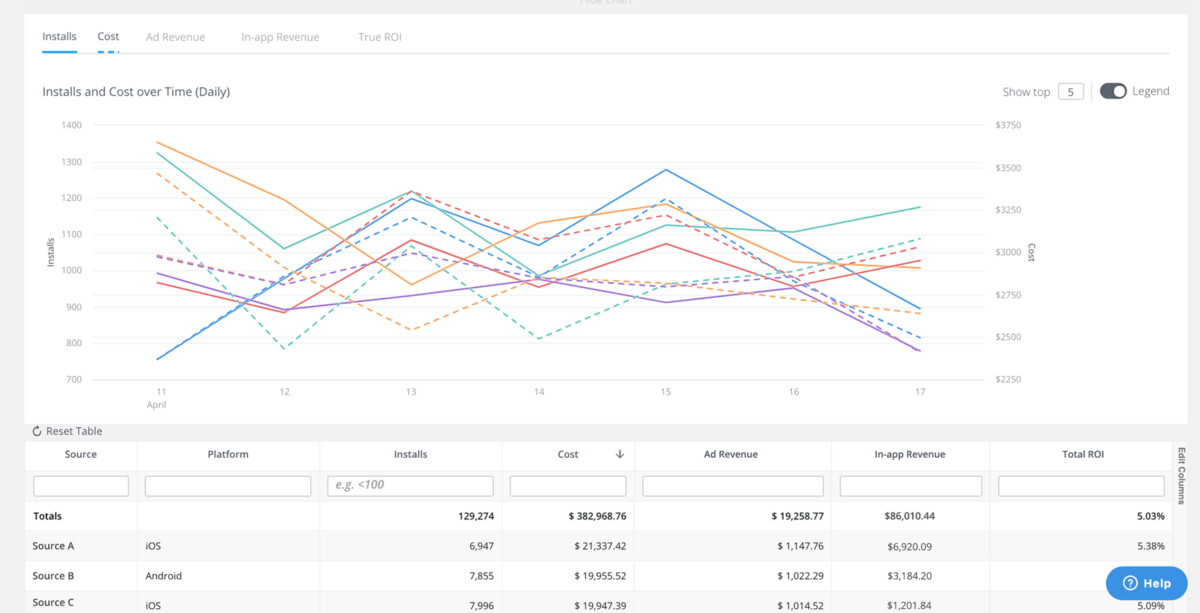 Hide Chart
Installs Cost Ad Revenue In-app Revenue True ROI
Installs and Cost over Time (Daily)
Show top 5 Legend
1400 $3750
1300 $3500
1200 $3250
1100 $3000
1000 $2750
900 $2500
800 $2250
700
Installs
Cost
11 12 13 14 15 16 17
April
Reset Table
Source Platform Installs Cost Ad Revenue In-app Revenue Total ROI
Edit Columns
e.g. <100
Totals 129,274 $ 382,968.76 $ 19,258.77 $86,010.44 5.03%
Source A iOS 6,947 $ 21,337.42 $ 1,147.76 $6,920.09 5.38%
Source B Android 7,855 $ 19,955.52 $ 1,022.29 $3,184.20
Help
Source C iOS 7,996 $ 19,947.39 $ 1,014.52 $1,201.84 5.09%